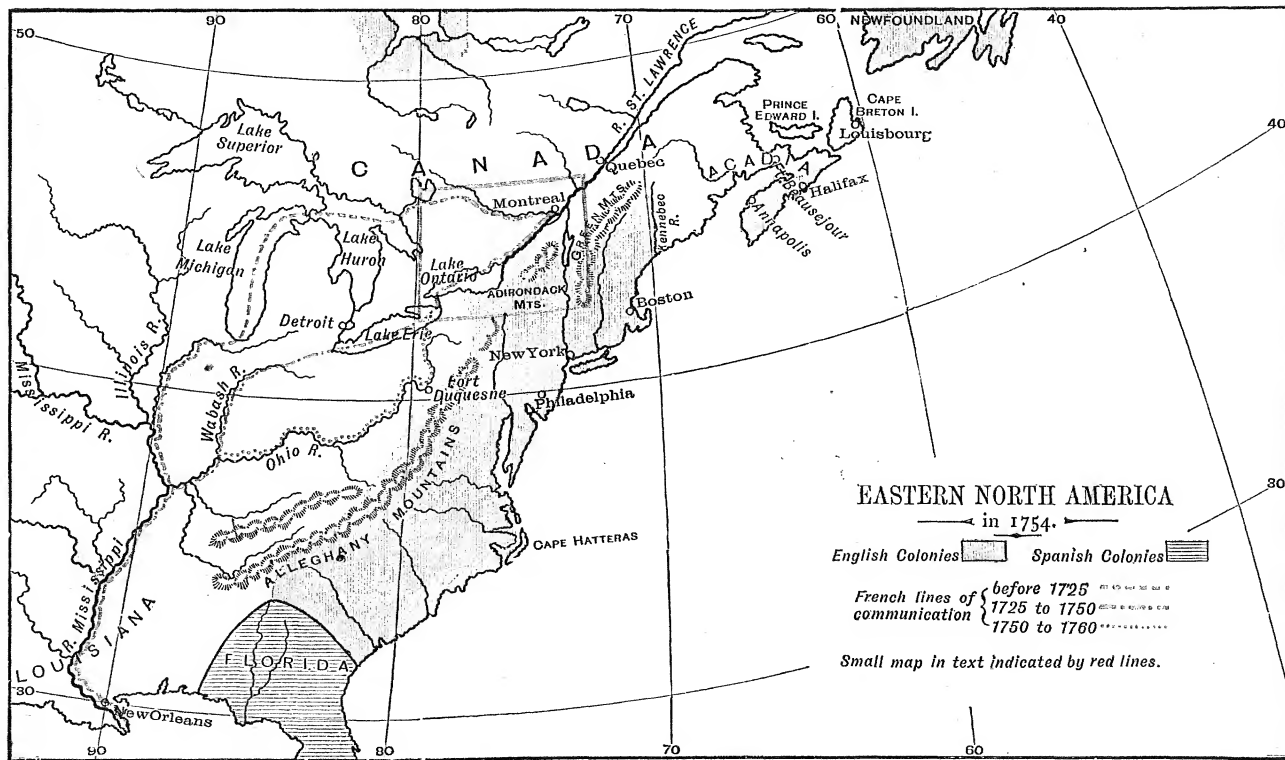 90
80
70
60
40
50
NEWFOUNDLAND
R. ST. LAWRENCE
PRINCE
EDWARD I.
CAPE
BRETON I.
Louisbourg
40
Lake
Superior
CANADA
Quebec
ACADIA
Ft. Beausejour
Halifax
Annapolis
Montreal
GREEN MTS.
Kennebec
R.
Lake
Michigan
Lake
Huron
Lake
Ontario
ADIRONDACK
MTS.
Boston
Detroit
Lake Erie
New York
Illinois R.
Mississippi R.
Wabash R.
Fort
Duquesne
Philadelphia
Ohio R.
ALLEGHANY MOUNTAINS
CAPE HATTERAS
30
R. Mississippi
LOUISIANA
FLORIDA
30
New Orleans
EASTERN NORTH AMERICA
in 1754.
English Colonies Spanish Colonies
French lines of communication { before 1725
1725 to 1750
1750 to 1760
Small map in text indicated by red lines.
90
80
70
60